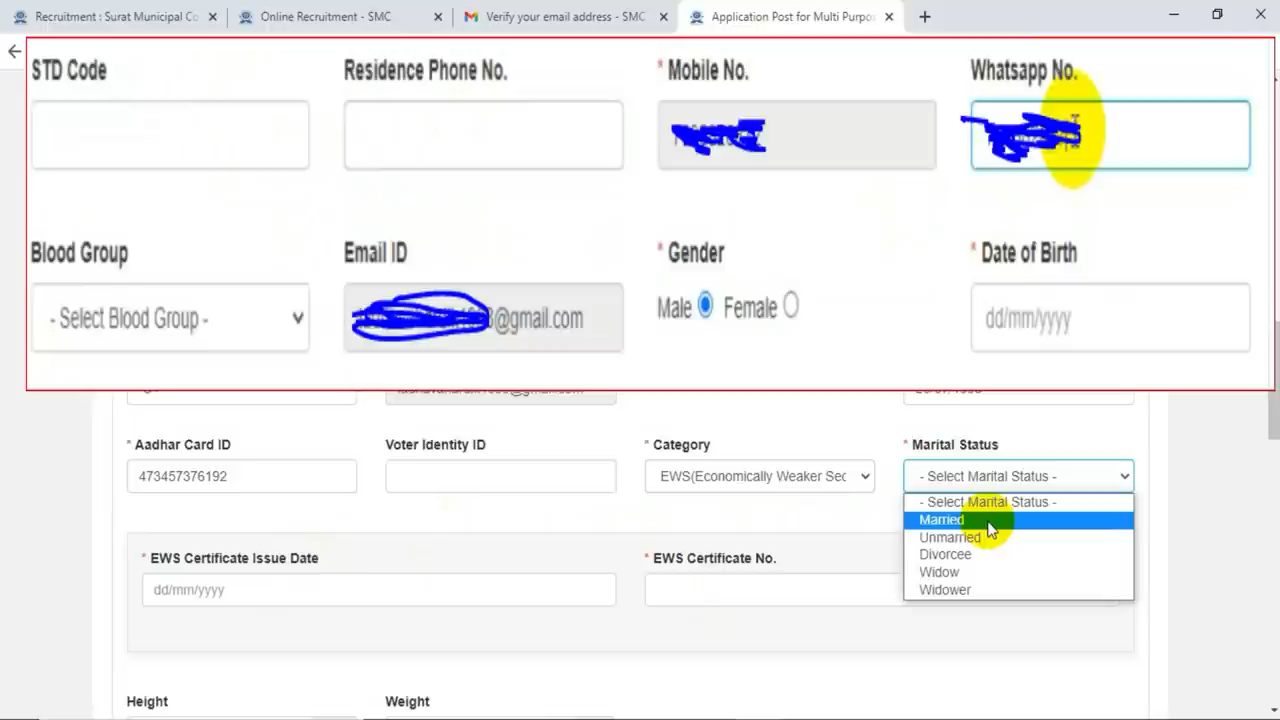 Recruitment : Surat Municipal Co
Online Recruitment - SMC
Verify your email address - SMC
Application Post for Multi Purpo
STD Code
Residence Phone No.
* Mobile No.
Whatsapp No.
Blood Group
Email ID
* Gender
* Date of Birth
- Select Blood Group -
@gmail.com
Male Female
dd/mm/yyyy
* Aadhar Card ID
Voter Identity ID
* Category
* Marital Status
473457376192
EWS(Economically Weaker Sec
- Select Marital Status -
- Select Marital Status -
Married
Unmarried
Divorcee
Widow
Widower
* EWS Certificate Issue Date
* EWS Certificate No.
dd/mm/yyyy
Height
Weight